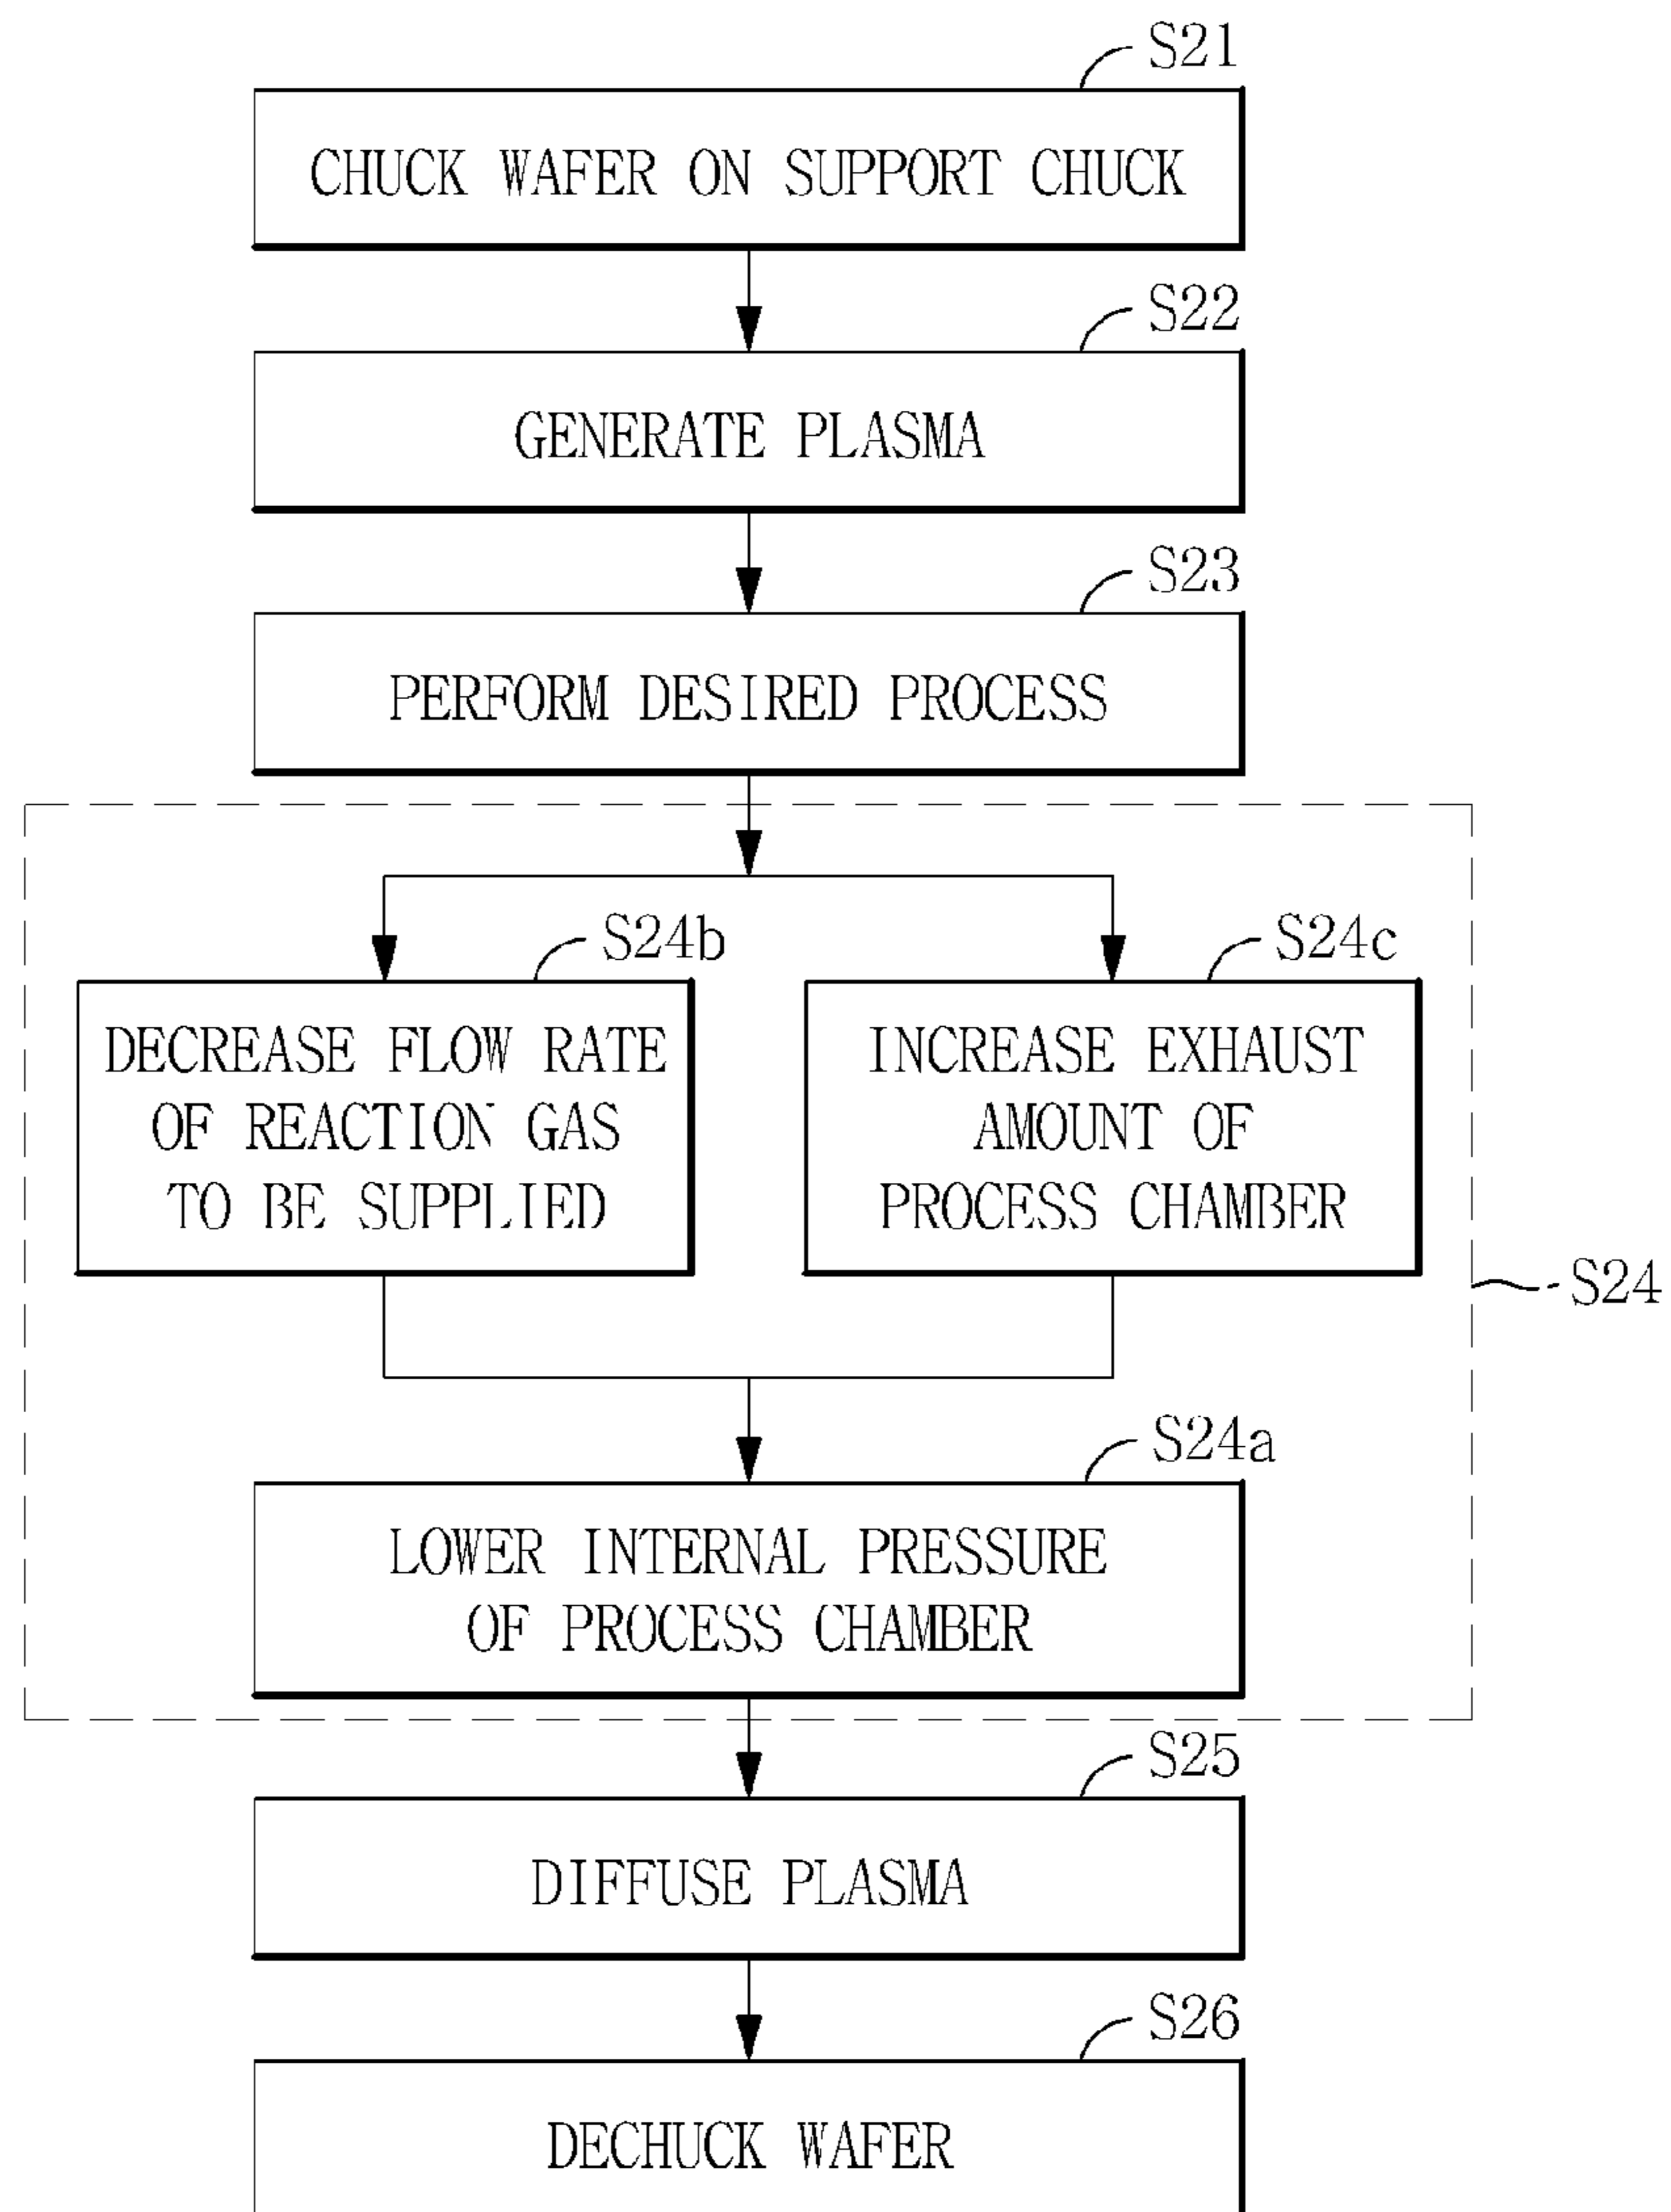 S21
CHUCK WAFER ON SUPPORT CHUCK
S22
GENERATE PLASMA
S23
PERFORM DESIRED PROCESS
S24b
DECREASE FLOW RATE
OF REACTION GAS
TO BE SUPPLIED
S24c
INCREASE EXHAUST
AMOUNT OF
PROCESS CHAMBER
S24
S24a
LOWER INTERNAL PRESSURE
OF PROCESS CHAMBER
S25
DIFFUSE PLASMA
S26
DECHUCK WAFER